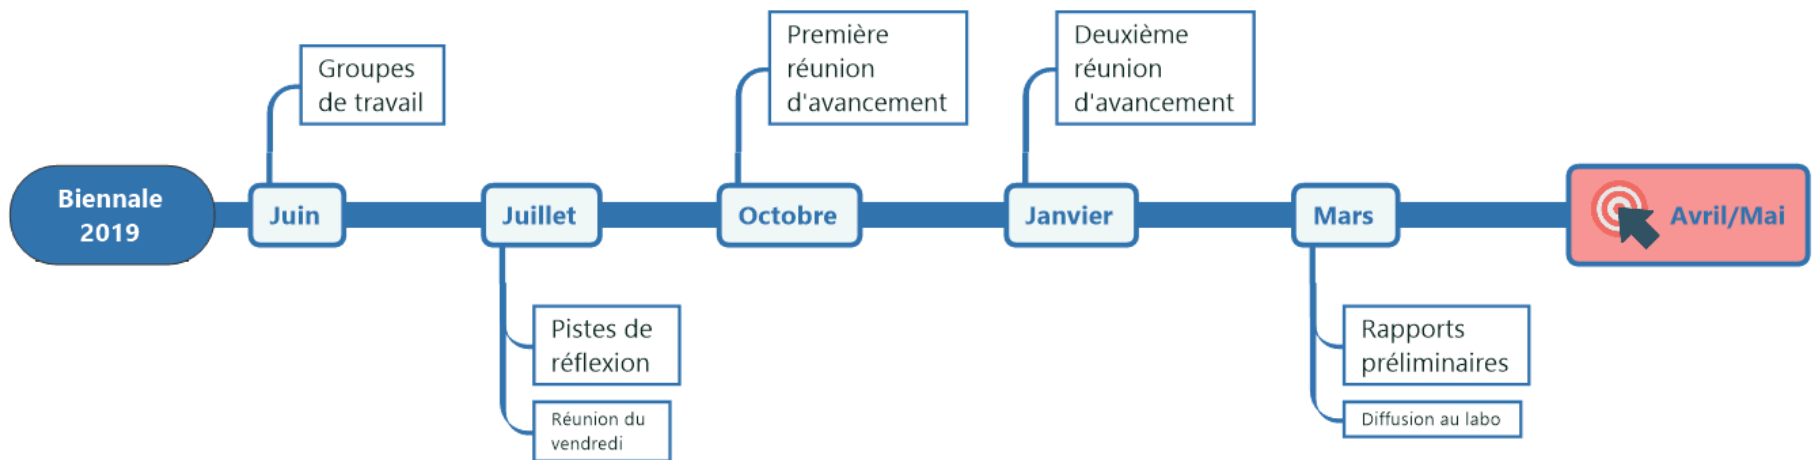 Groupes
de travail
Première
réunion
d'avancement
Deuxième
réunion
d'avancement
Biennale
2019
Juin
Juillet
Octobre
Janvier
Mars
Avril/Mai
Pistes de
réflexion
Réunion du
vendredi
Rapports
préliminaires
Diffusion au labo